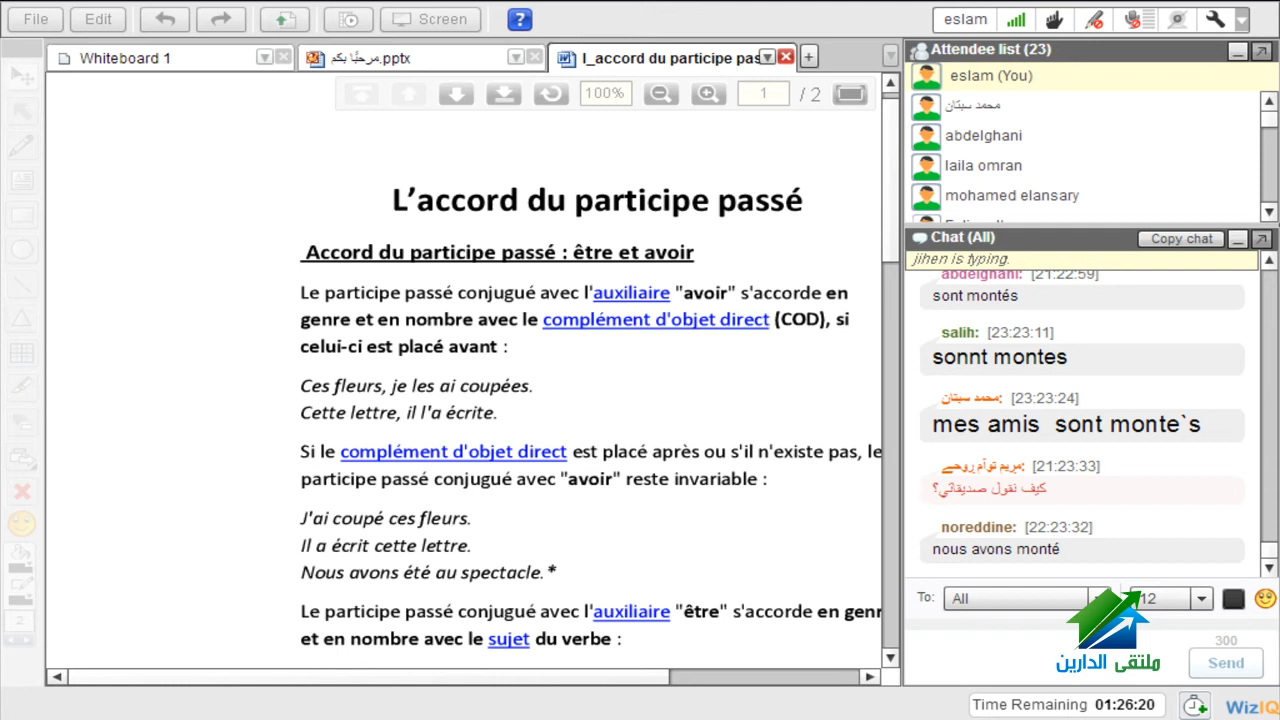 File Edit Screen ? eslam
Whiteboard 1
مرحبًا بكم.pptx
l_accord du participe pas
100% 1 / 2
L’accord du participe passé
Accord du participe passé : être et avoir
Le participe passé conjugué avec l'auxiliaire "avoir" s'accorde en
genre et en nombre avec le complément d'objet direct (COD), si
celui-ci est placé avant :
Ces fleurs, je les ai coupées.
Cette lettre, il l'a écrite.
Si le complément d'objet direct est placé après ou s'il n'existe pas, le
participe passé conjugué avec "avoir" reste invariable :
J'ai coupé ces fleurs.
Il a écrit cette lettre.
Nous avons été au spectacle.*
Le participe passé conjugué avec l'auxiliaire "être" s'accorde en genr
et en nombre avec le sujet du verbe :
Attendee list (23)
eslam (You)
محمد سبتان
abdelghani
laila omran
mohamed elansary
Chat (All) Copy chat
jihen is typing.
abdelghani: [21:22:59]
sont montés
salih: [23:23:11]
sonnt montes
محمد سبتان: [23:23:24]
mes amis sont monte`s
مريم توأم روحي: [21:23:33]
كيف نقول صديقاتي؟
noreddine: [22:23:32]
nous avons monté
To: All 12
300
Send
ملتقى الدارين
Time Remaining 01:26:20
WizIQ
2